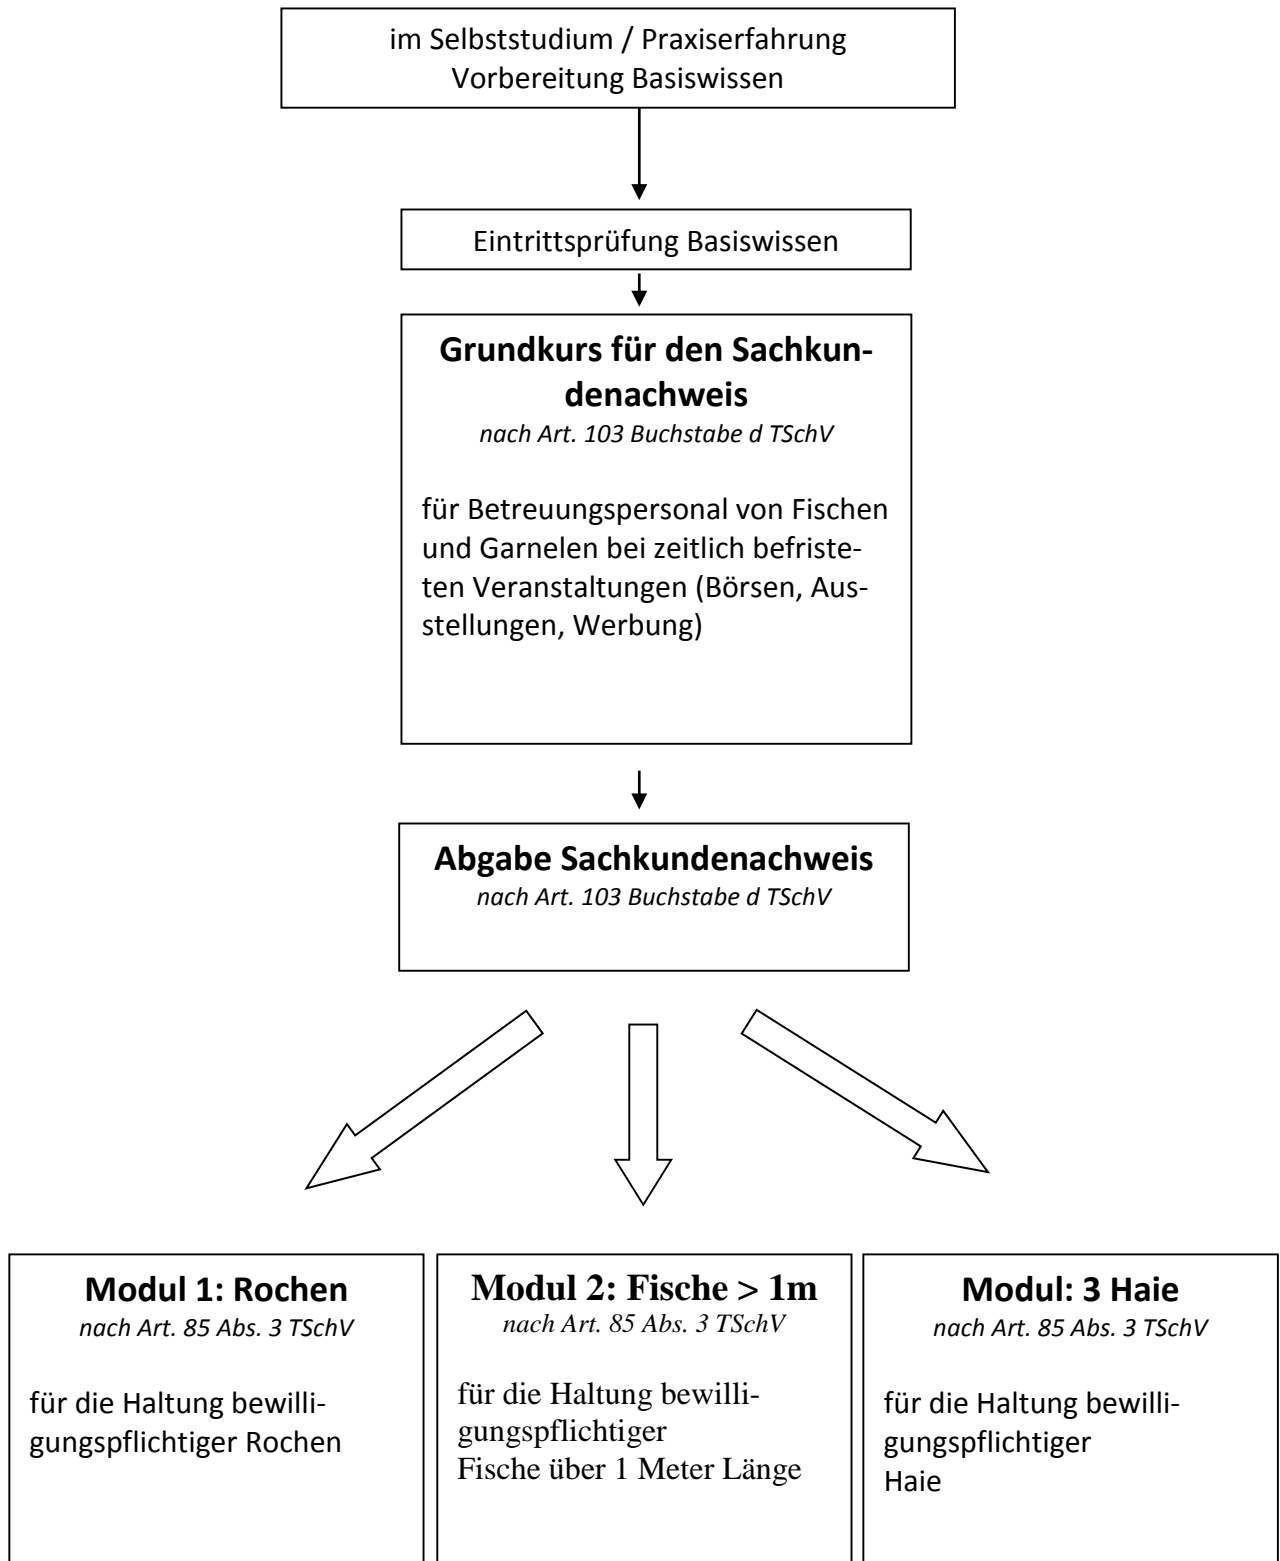 im Selbststudium / Praxiserfahrung
Vorbereitung Basiswissen
Eintrittsprüfung Basiswissen
Grundkurs für den Sachkun-
denachweis
nach Art. 103 Buchstabe d TSchV
für Betreuungspersonal von Fischen
und Garnelen bei zeitlich befriste-
ten Veranstaltungen (Börsen, Aus-
stellungen, Werbung)
Abgabe Sachkundenachweis
nach Art. 103 Buchstabe d TSchV
Modul 1: Rochen
nach Art. 85 Abs. 3 TSchV
für die Haltung bewilli-
gungspflichtiger Rochen
Modul 2: Fische > 1m
nach Art. 85 Abs. 3 TSchV
für die Haltung bewilli-
gungspflichtiger
Fische über 1 Meter Länge
Modul: 3 Haie
nach Art. 85 Abs. 3 TSchV
für die Haltung bewilli-
gungspflichtiger
Haie